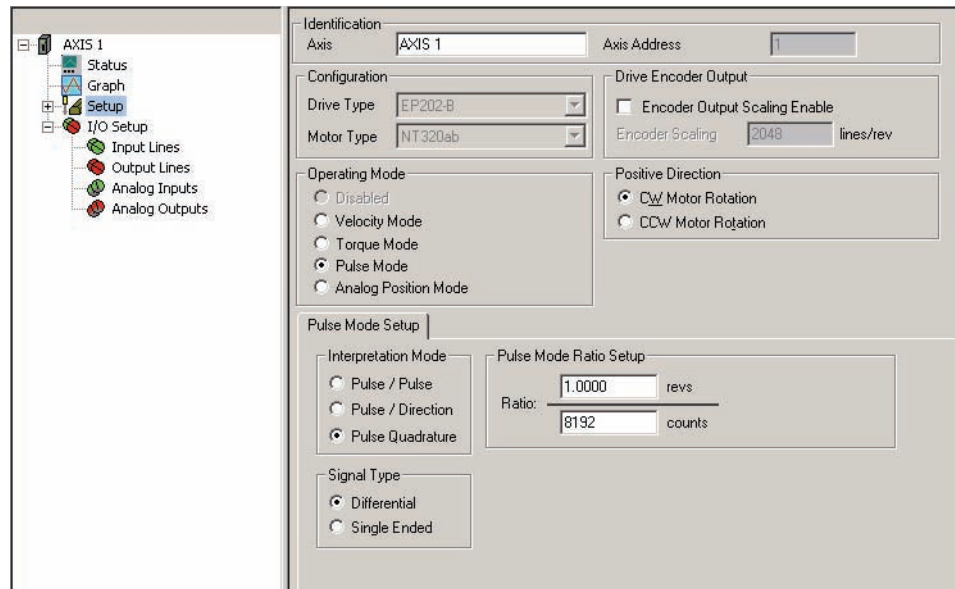 AXIS 1
Status
Graph
Setup
I/O Setup
Input Lines
Output Lines
Analog Inputs
Analog Outputs
Identification
Axis AXIS 1 Axis Address 1
Configuration
Drive Type EP202-B
Motor Type NT320ab
Drive Encoder Output
Encoder Output Scaling Enable
Encoder Scaling 2048 lines/rev
Operating Mode
Disabled
Velocity Mode
Torque Mode
Pulse Mode
Analog Position Mode
Positive Direction
CW Motor Rotation
CCW Motor Rotation
Pulse Mode Setup
Interpretation Mode
Pulse / Pulse
Pulse / Direction
Pulse Quadrature
Pulse Mode Ratio Setup
Ratio: 1.0000 revs
8192 counts
Signal Type
Differential
Single Ended